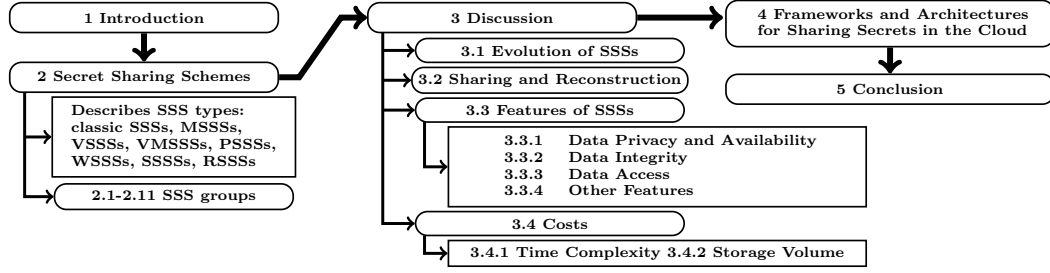 1 Introduction
2 Secret Sharing Schemes
Describes SSS types:
classic SSSs, MSSSs,
VSSSs, VMSSSs, PSSSs,
WSSSs, SSSSs, RSSSs
2.1-2.11 SSS groups
3 Discussion
3.1 Evolution of SSSs
3.2 Sharing and Reconstruction
3.3 Features of SSSs
3.3.1 Data Privacy and Availability
3.3.2 Data Integrity
3.3.3 Data Access
3.3.4 Other Features
3.4 Costs
3.4.1 Time Complexity 3.4.2 Storage Volume
4 Frameworks and Architectures
for Sharing Secrets in the Cloud
5 Conclusion